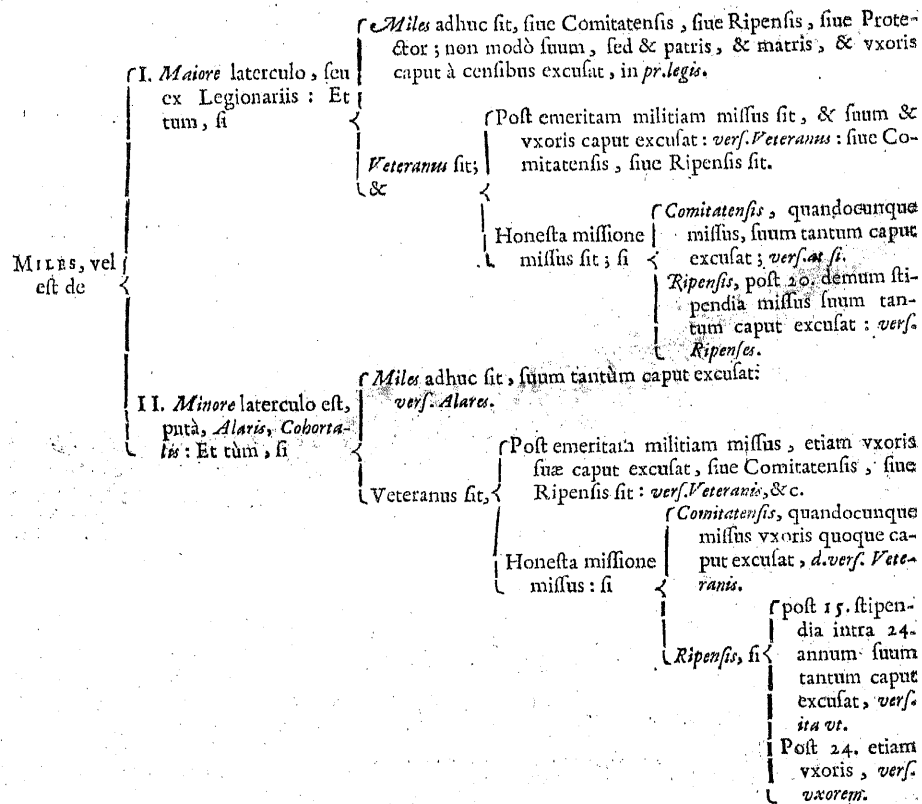 Miles adhuc sit, siue Comitatensis, siue Ripensis, siue Prote-
ctor; non modò suum, sed & patris, & matris, & vxoris
caput à censibus excusat, in pr.legis.
I. Maiore laterculo, seu
ex Legionariis: Et
tum, si
Post emeritam militiam missus sit, & suum &
vxoris caput excusat: vers.Veteranus: siue Co-
mitatensis, siue Ripensis sit.
Veteranus sit;
&
Honesta missione
missus sit; si
Comitatensis, quandocunque
missus, suum tantum caput
excusat; vers.at si.
Ripensis, post 20. demum sti-
pendia missus suum tan-
tum caput excusat: vers.
Ripenses.
MILES, vel
est de
II. Minore laterculo est,
putà, Alaris, Cohorta-
lis: Et tùm, si
Miles adhuc sit, suum tantùm caput excusat:
vers. Alares.
Veteranus sit,
Post emeritam militiam missus, etiam vxoris
suæ caput excusat, siue Comitatensis, siue
Ripensis sit: vers.Veteranis,&c.
Honesta missione
missus: si
Comitatensis, quandocunque
missus vxoris quoque ca-
put excusat, d.vers. Vete-
ranis.
Ripensis, si
post 15. stipen-
dia intra 24.
annum suum
tantum caput
excusat, vers.
ita vt.
Post 24. etiam
vxoris, vers.
vxorem.